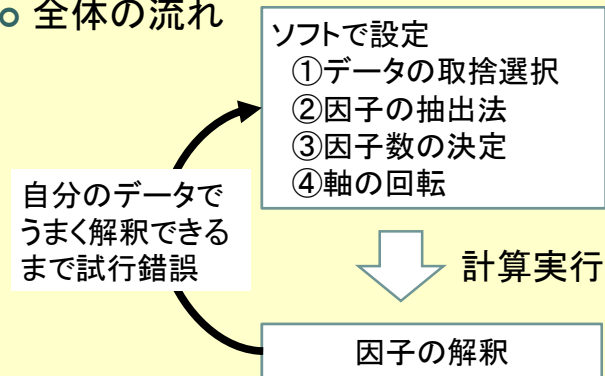 全体の流れ
ソフトで設定
①データの取捨選択
②因子の抽出法
③因子数の決定
④軸の回転
自分のデータで
うまく解釈できる
まで試行錯誤
計算実行
因子の解釈